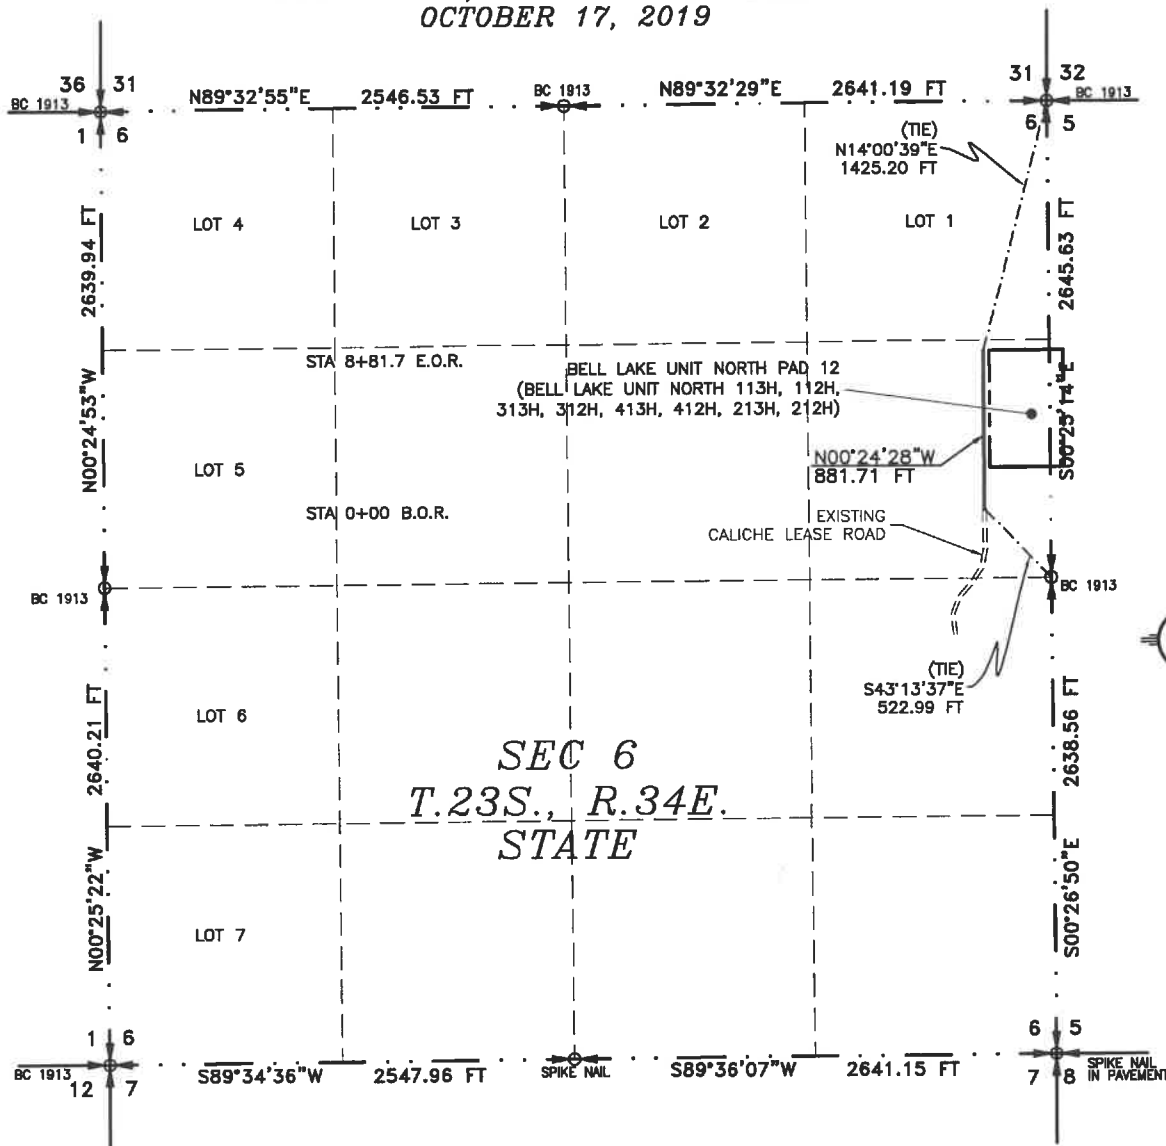 OCTOBER 17, 2019
36 31
BC 1913
1 6
N89°32'55"E 2546.53 FT
BC 1913
N89°32'29"E 2641.19 FT
31 32
BC 1913
6 5
(TIE)
N14°00'39"E
1425.20 FT
LOT 4
LOT 3
LOT 2
LOT 1
2639.94 FT
N00°24'53"W
2645.63 FT
S00°25'14"E
STA 8+81.7 E.O.R.
BELL LAKE UNIT NORTH PAD 12
(BELL LAKE UNIT NORTH 113H, 112H,
313H, 312H, 413H, 412H, 213H, 212H)
LOT 5
N00°24'28"W
881.71 FT
STA 0+00 B.O.R.
EXISTING
CALICHE LEASE ROAD
BC 1913
BC 1913
(TIE)
S43°13'37"E
522.99 FT
2640.21 FT
N00°25'22"W
2638.56 FT
S00°26'50"E
LOT 6
SEC 6
T.23S., R.34E.
STATE
LOT 7
1 6
BC 1913
12 7
S89°34'36"W 2547.96 FT
SPIKE NAIL
S89°36'07"W 2641.15 FT
6 5
7 8
SPIKE NAIL
IN PAVEMENT